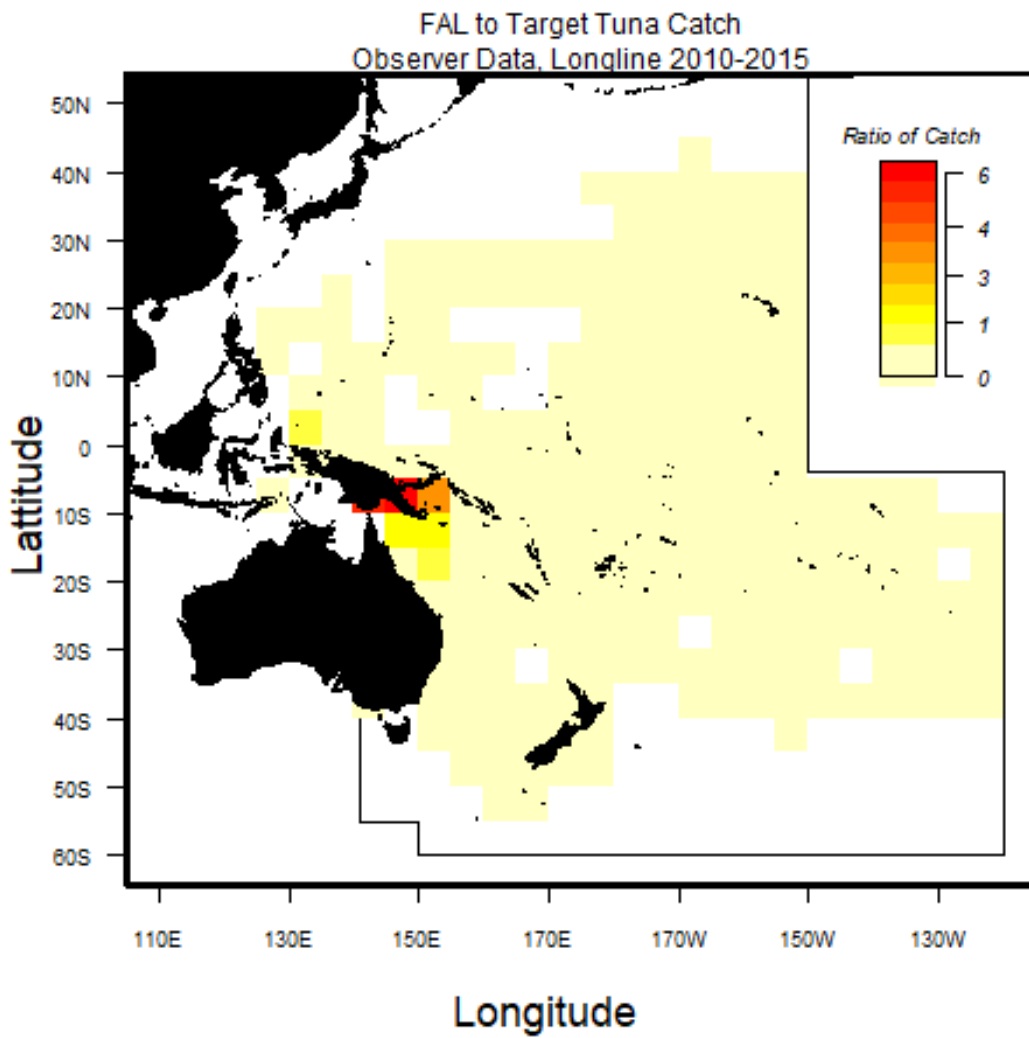 FAL to Target Tuna Catch
Observer Data, Longline 2010-2015
Ratio of Catch
6
4
3
1
0
50N
40N
30N
20N
10N
0
10S
20S
30S
40S
50S
60S
Lattitude
110E 130E 150E 170E 170W 150W 130W
Longitude